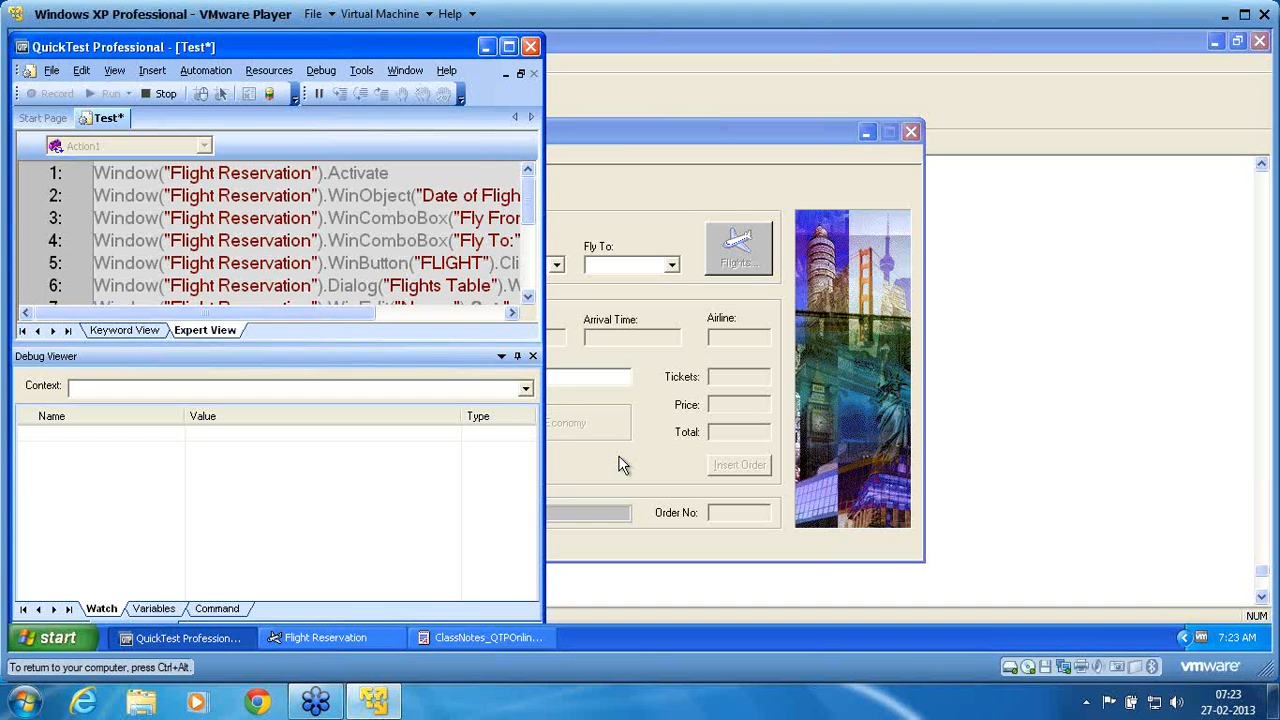 Windows XP Professional - VMware Player
File
Virtual Machine
Help
QuickTest Professional - [Test*]
File Edit View Insert Automation Resources Debug Tools Window Help
Record Run Stop
Start Page Test*
Action1
1: Window("Flight Reservation").Activate
2: Window("Flight Reservation").WinObject("Date of Fligh
3: Window("Flight Reservation").WinComboBox("Fly From
4: Window("Flight Reservation").WinComboBox("Fly To:"
5: Window("Flight Reservation").WinButton("FLIGHT").Cli
6: Window("Flight Reservation").Dialog("Flights Table").W
Keyword View Expert View
Debug Viewer
Context:
Name Value Type
Watch Variables Command
Fly To:
Flights...
Arrival Time:
Airline:
Tickets:
Price:
Economy
Total:
Insert Order
Order No:
NUM
start
QuickTest Profession...
Flight Reservation
ClassNotes_QTPOnlin...
7:23 AM
To return to your computer, press Ctrl+Alt.
vmware
07:23
27-02-2013